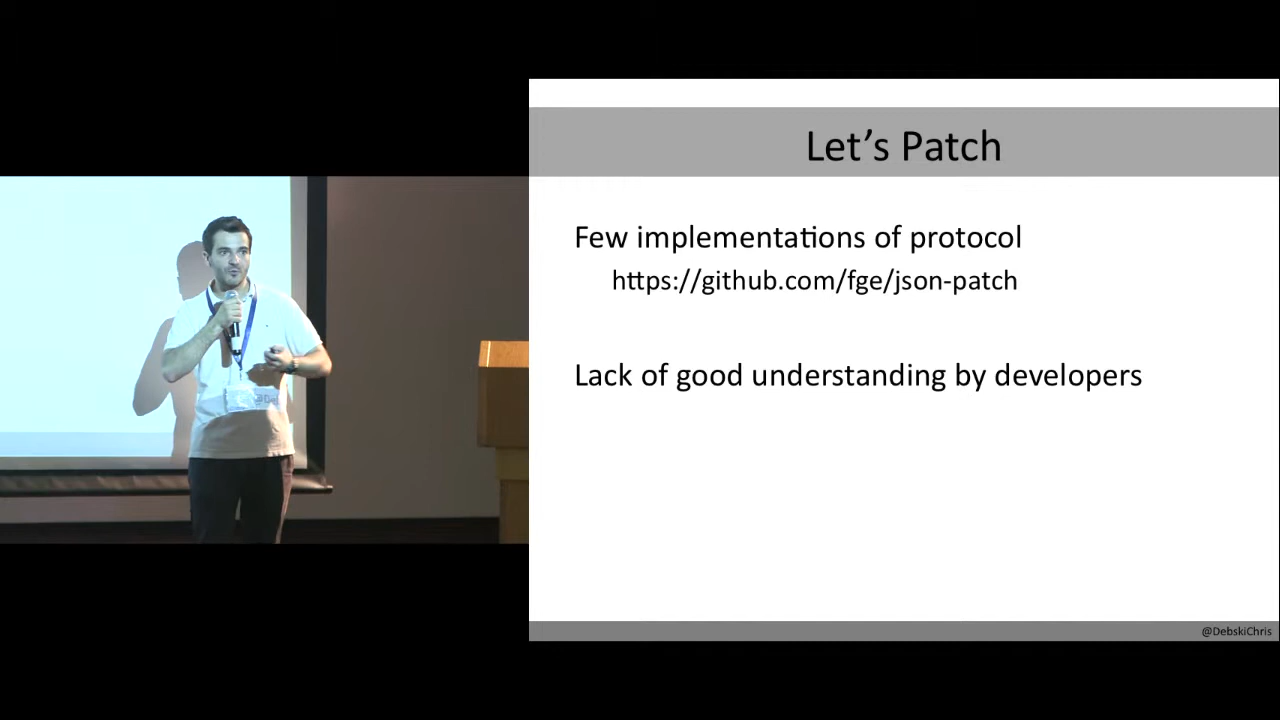 Let's Patch
Few implementations of protocol
https://github.com/fge/json-patch
Lack of good understanding by developers
@DebskiChris